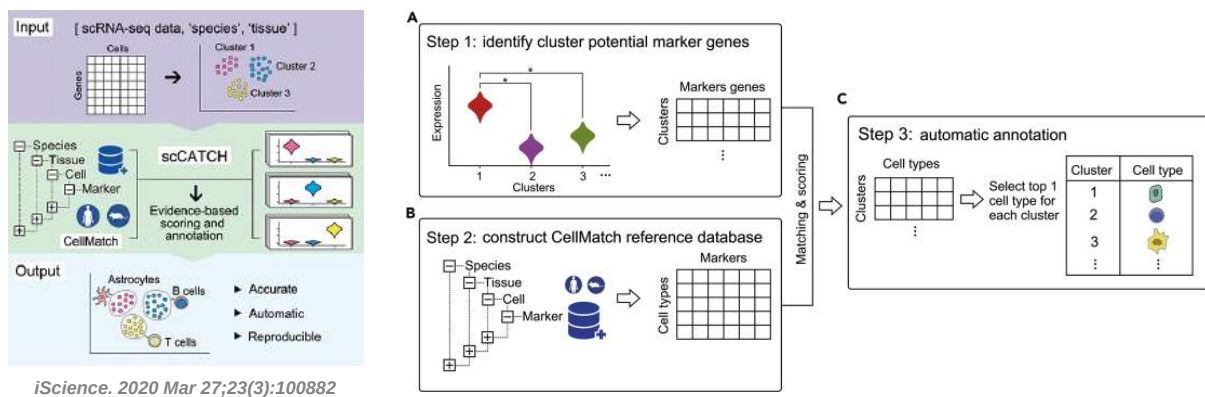 Input
[ scRNA-seq data, 'species', 'tissue' ]
Cells
Genes
Cluster 1
Cluster 2
Cluster 3
Species
Tissue
Cell
Marker
CellMatch
scCATCH
Evidence-based
scoring and
annotation
Output
Astrocytes
B cells
T cells
► Accurate
► Automatic
► Reproducible
iScience. 2020 Mar 27;23(3):100882
A
Step 1: identify cluster potential marker genes
Expression
* *
1 2 3 ...
Clusters
Markers genes
Clusters
⋮
B
Step 2: construct CellMatch reference database
Species
Tissue
Cell
Marker
Markers
Cell types
Matching & scoring
C
Step 3: automatic annotation
Cell types
Clusters
⋮
Select top 1
cell type for
each cluster
Cluster Cell type
1
2
3
⋮ ⋮